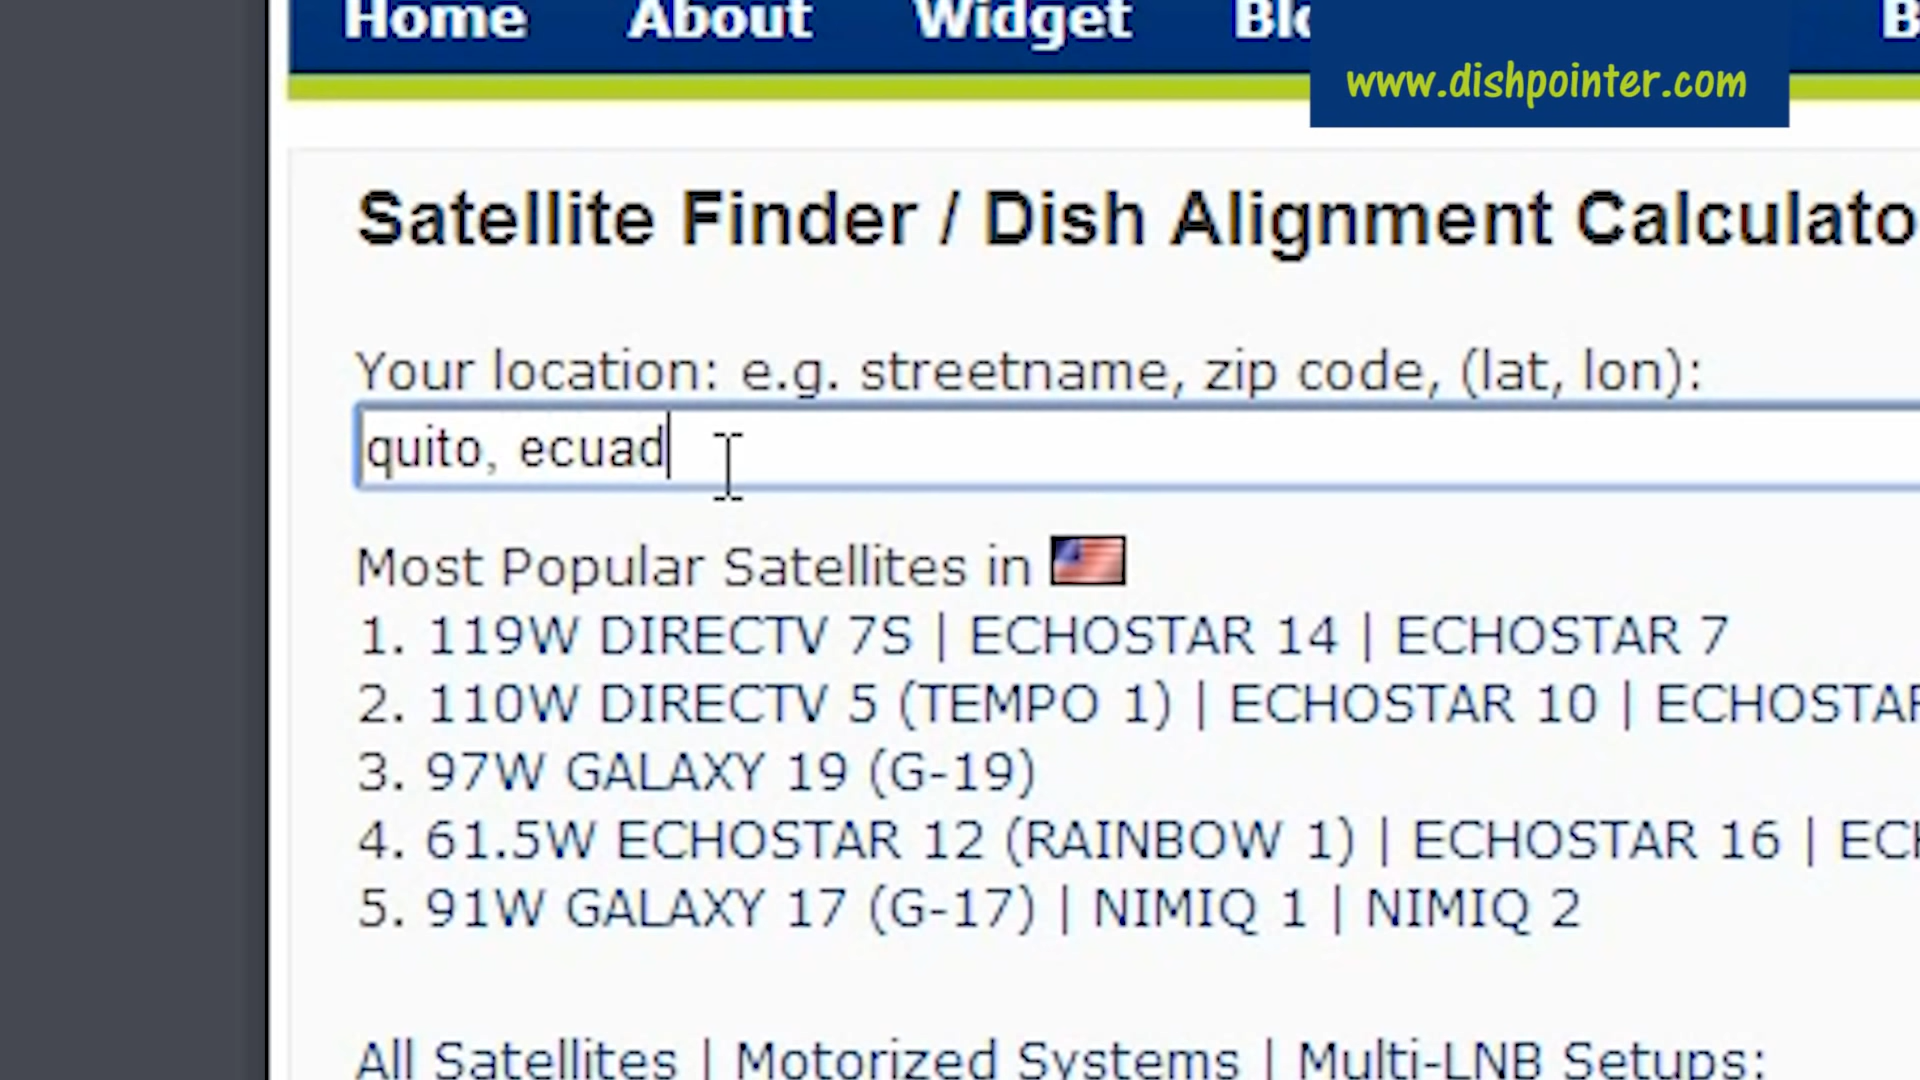 Home About Widget
www.dishpointer.com
Satellite Finder / Dish Alignment
Your location: e.g. streetname, zip code, (lat, lon):
quito, ecuad
Most Popular Satellites in
1. 119W DIRECTV 7S | ECHOSTAR 14 | ECHOSTAR 7
2. 110W DIRECTV 5 (TEMPO 1) | ECHOSTAR 10 | ECHOSTAR
3. 97W GALAXY 19 (G-19)
4. 61.5W ECHOSTAR 12 (RAINBOW 1) | ECHOSTAR 16 |
5. 91W GALAXY 17 (G-17) | NIMIQ 1 | NIMIQ 2
All Satellites | Motorized Systems | Multi-LNB Setups: